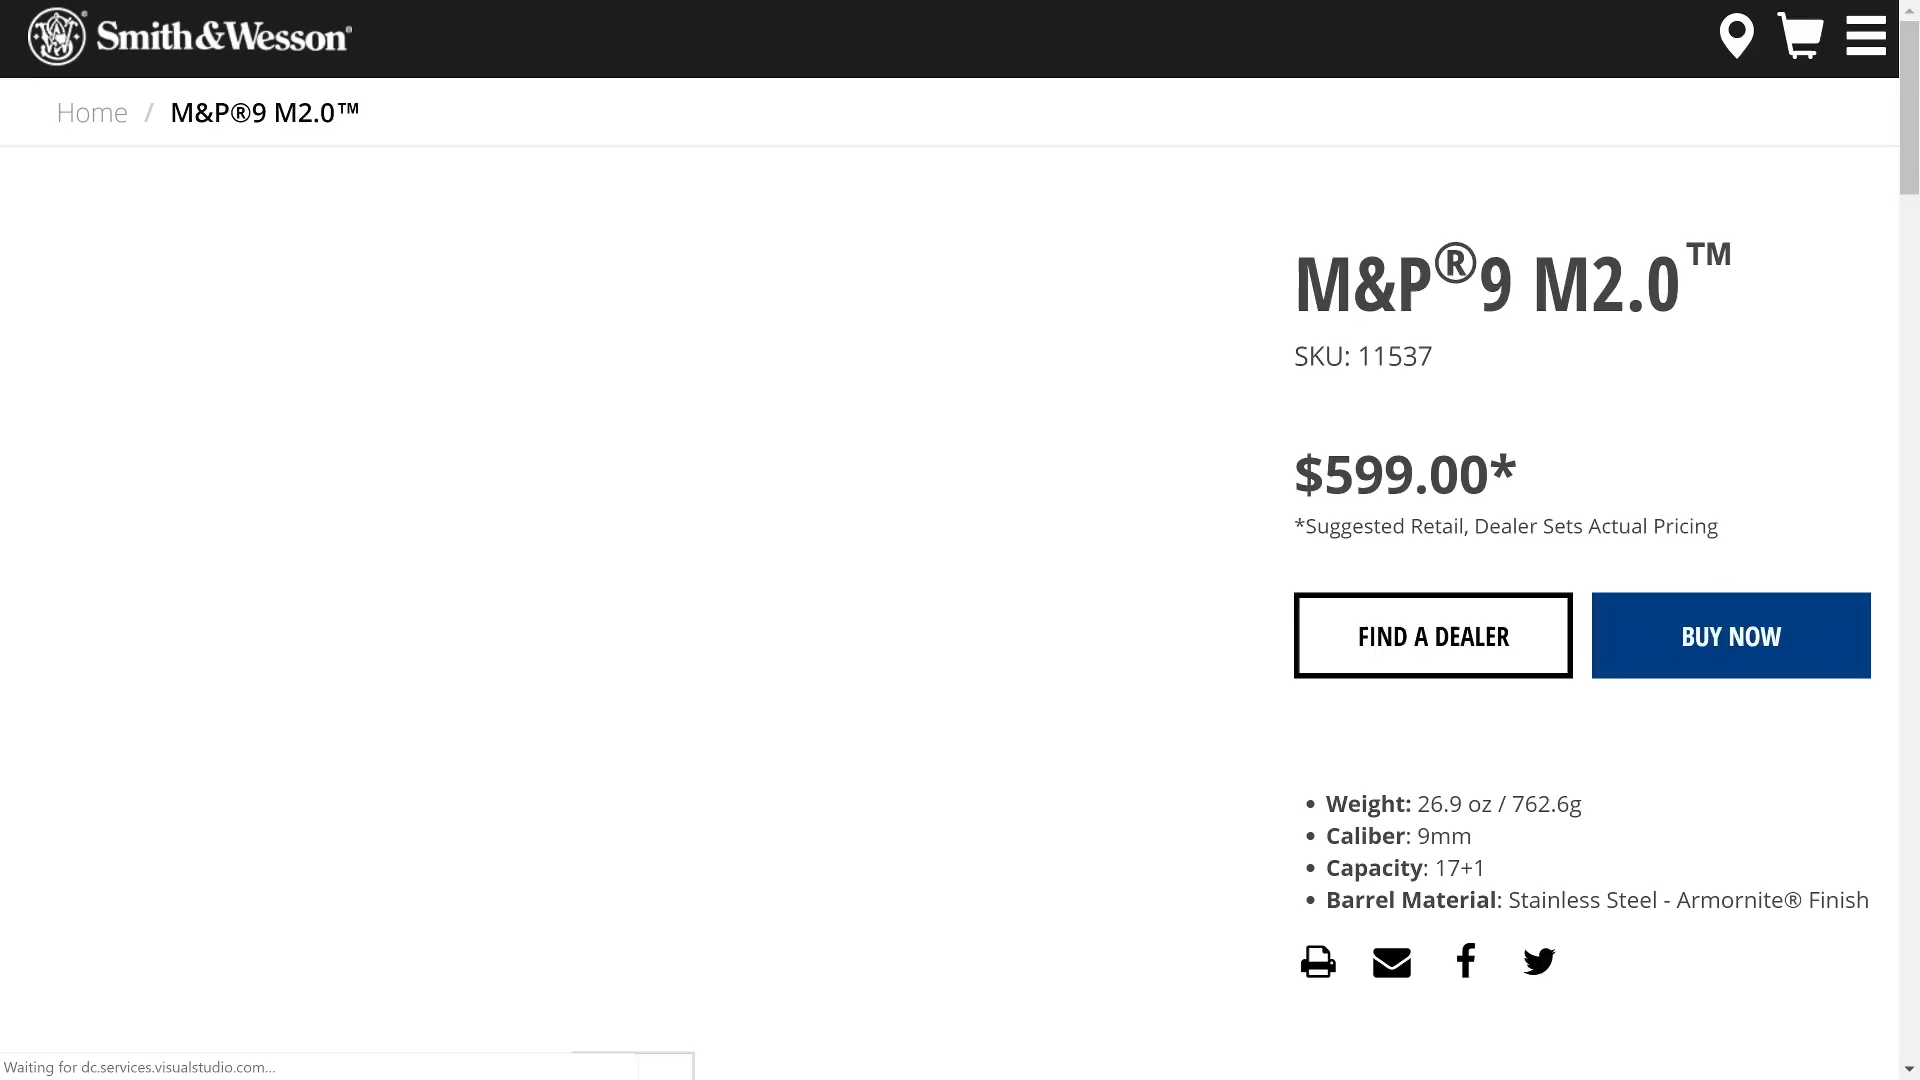 Smith&Wesson®
Home / M&P®9 M2.0™
M&P®9 M2.0™
SKU: 11537
$599.00*
*Suggested Retail, Dealer Sets Actual Pricing
FIND A DEALER
BUY NOW
• Weight: 26.9 oz / 762.6g
• Caliber: 9mm
• Capacity: 17+1
• Barrel Material: Stainless Steel - Armornite® Finish
Waiting for dc.services.visualstudio.com...